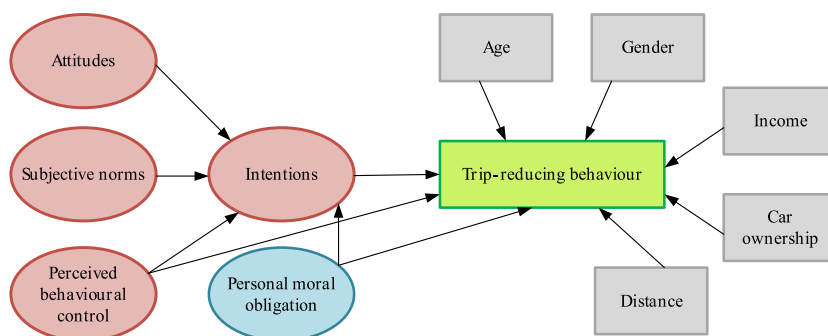 Age
Gender
Attitudes
Income
Subjective norms
Intentions
Trip-reducing behaviour
Car
ownership
Perceived
behavioural
control
Personal moral
obligation
Distance